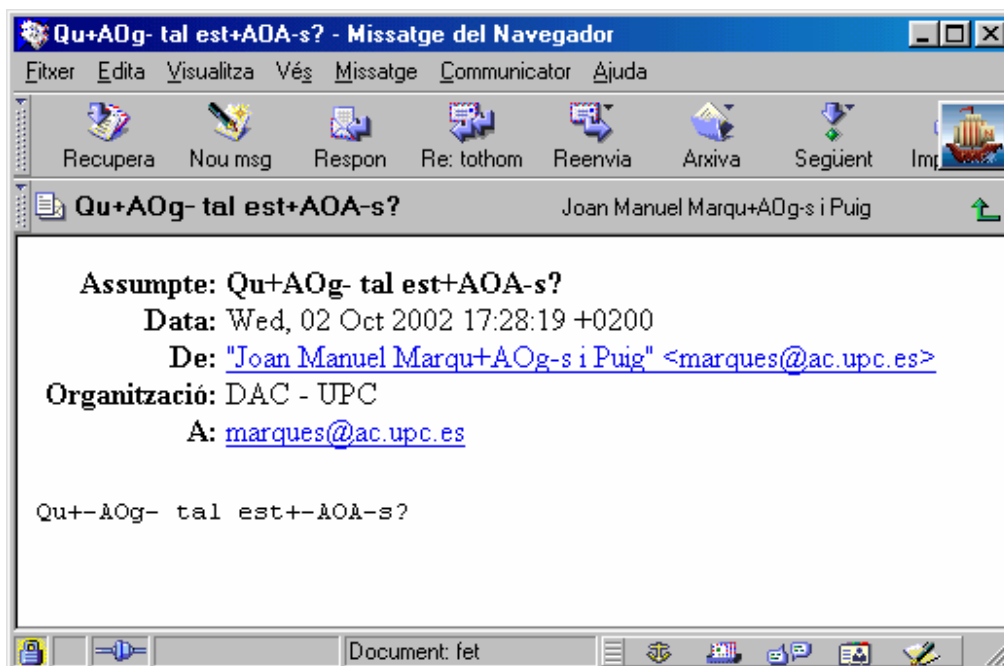 Qu+AOg- tal est+AOA-s? - Missatge del Navegador
Fitxer Edita Visualitza Vés Missatge Communicator Ajuda
Recupera Nou msg Respon Re: tothom Reenvia Arxiva Següent Imp
Qu+AOg- tal est+AOA-s? Joan Manuel Marqu+AOg-s i Puig
Assumpte: Qu+AOg- tal est+AOA-s?
Data: Wed, 02 Oct 2002 17:28:19 +0200
De: "Joan Manuel Marqu+AOg-s i Puig" <marques@ac.upc.es>
Organització: DAC - UPC
A: marques@ac.upc.es
Qu+-AOg- tal est+-AOA-s?
Document: fet